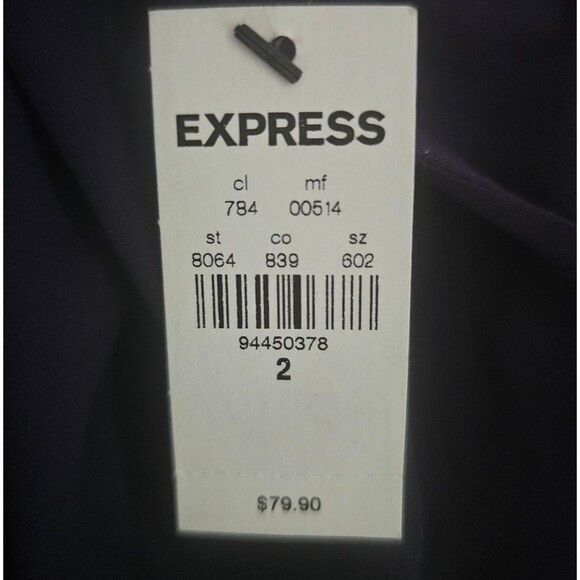 EXPRESS
cl mf
784 00514
st co sz
8064 839 602
94450378
2
$79.90